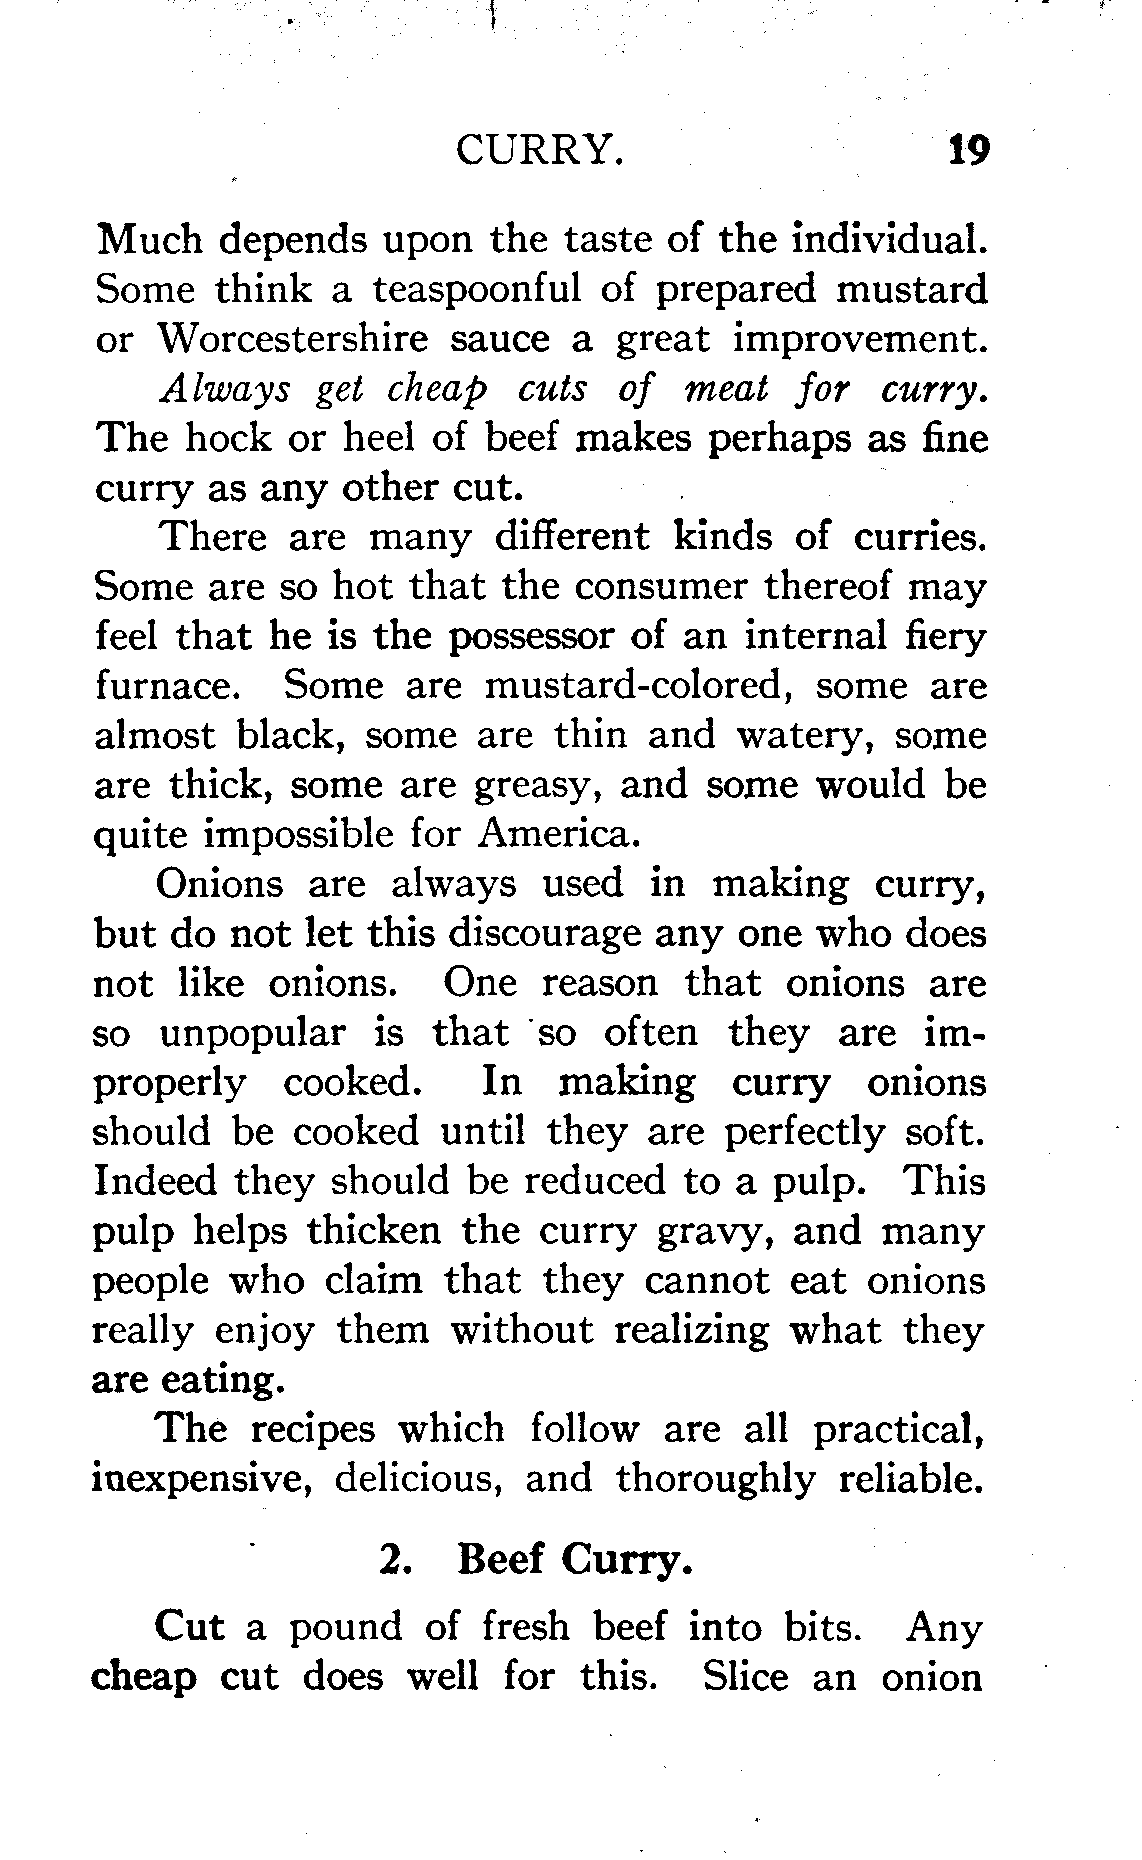 CURRY. 19
Much depends upon the taste of the individual.
Some think a teaspoonful of prepared mustard
or Worcestershire sauce a great improvement.
Always get cheap cuts of meat for curry.
The hock or heel of beef makes perhaps as fine
curry as any other cut.
There are many different kinds of curries.
Some are so hot that the consumer thereof may
feel that he is the possessor of an internal fiery
furnace. Some are mustard-colored, some are
almost black, some are thin and watery, some
are thick, some are greasy, and some would be
quite impossible for America.
Onions are always used in making curry,
but do not let this discourage any one who does
not like onions. One reason that onions are
so unpopular is that so often they are im-
properly cooked. In making curry onions
should be cooked until they are perfectly soft.
Indeed they should be reduced to a pulp. This
pulp helps thicken the curry gravy, and many
people who claim that they cannot eat onions
really enjoy them without realizing what they
are eating.
The recipes which follow are all practical,
inexpensive, delicious, and thoroughly reliable.
2. Beef Curry.
Cut a pound of fresh beef into bits. Any
cheap cut does well for this. Slice an onion